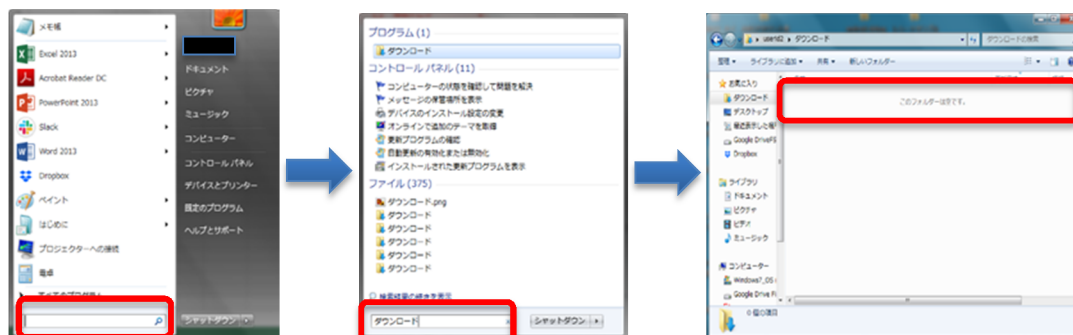 メモ帳
Excel 2013
Acrobat Reader DC
PowerPoint 2013
Slack
Word 2013
Dropbox
ペイント
はじめに
プロジェクターへの接続
電卓
すべてのプログラム
ドキュメント
ピクチャ
ミュージック
コンピューター
コントロール パネル
デバイスとプリンター
既定のプログラム
ヘルプとサポート
シャットダウン
プログラム (1)
ダウンロード
コントロール パネル (11)
コンピューターの状態を確認して問題を解決
メッセージの保管場所を表示
デバイスのインストール設定の変更
オンラインで追加のテーマを取得
更新プログラムの確認
自動更新の有効化または無効化
インストールされた更新プログラムを表示
ファイル (375)
ダウンロード.png
ダウンロード
ダウンロード
ダウンロード
ダウンロード
ダウンロード
検索結果の続きを表示
ダウンロード
シャットダウン
ダウンロード
ダウンロードの検索
整理
ライブラリに追加
共有
新しいフォルダー
お気に入り
ダウンロード
デスクトップ
最近表示した場
Google Drive
Dropbox
ライブラリ
ドキュメント
ピクチャ
ビデオ
ミュージック
コンピューター
Windows7_OS
Google Drive
このフォルダーは空です。
0 個の項目